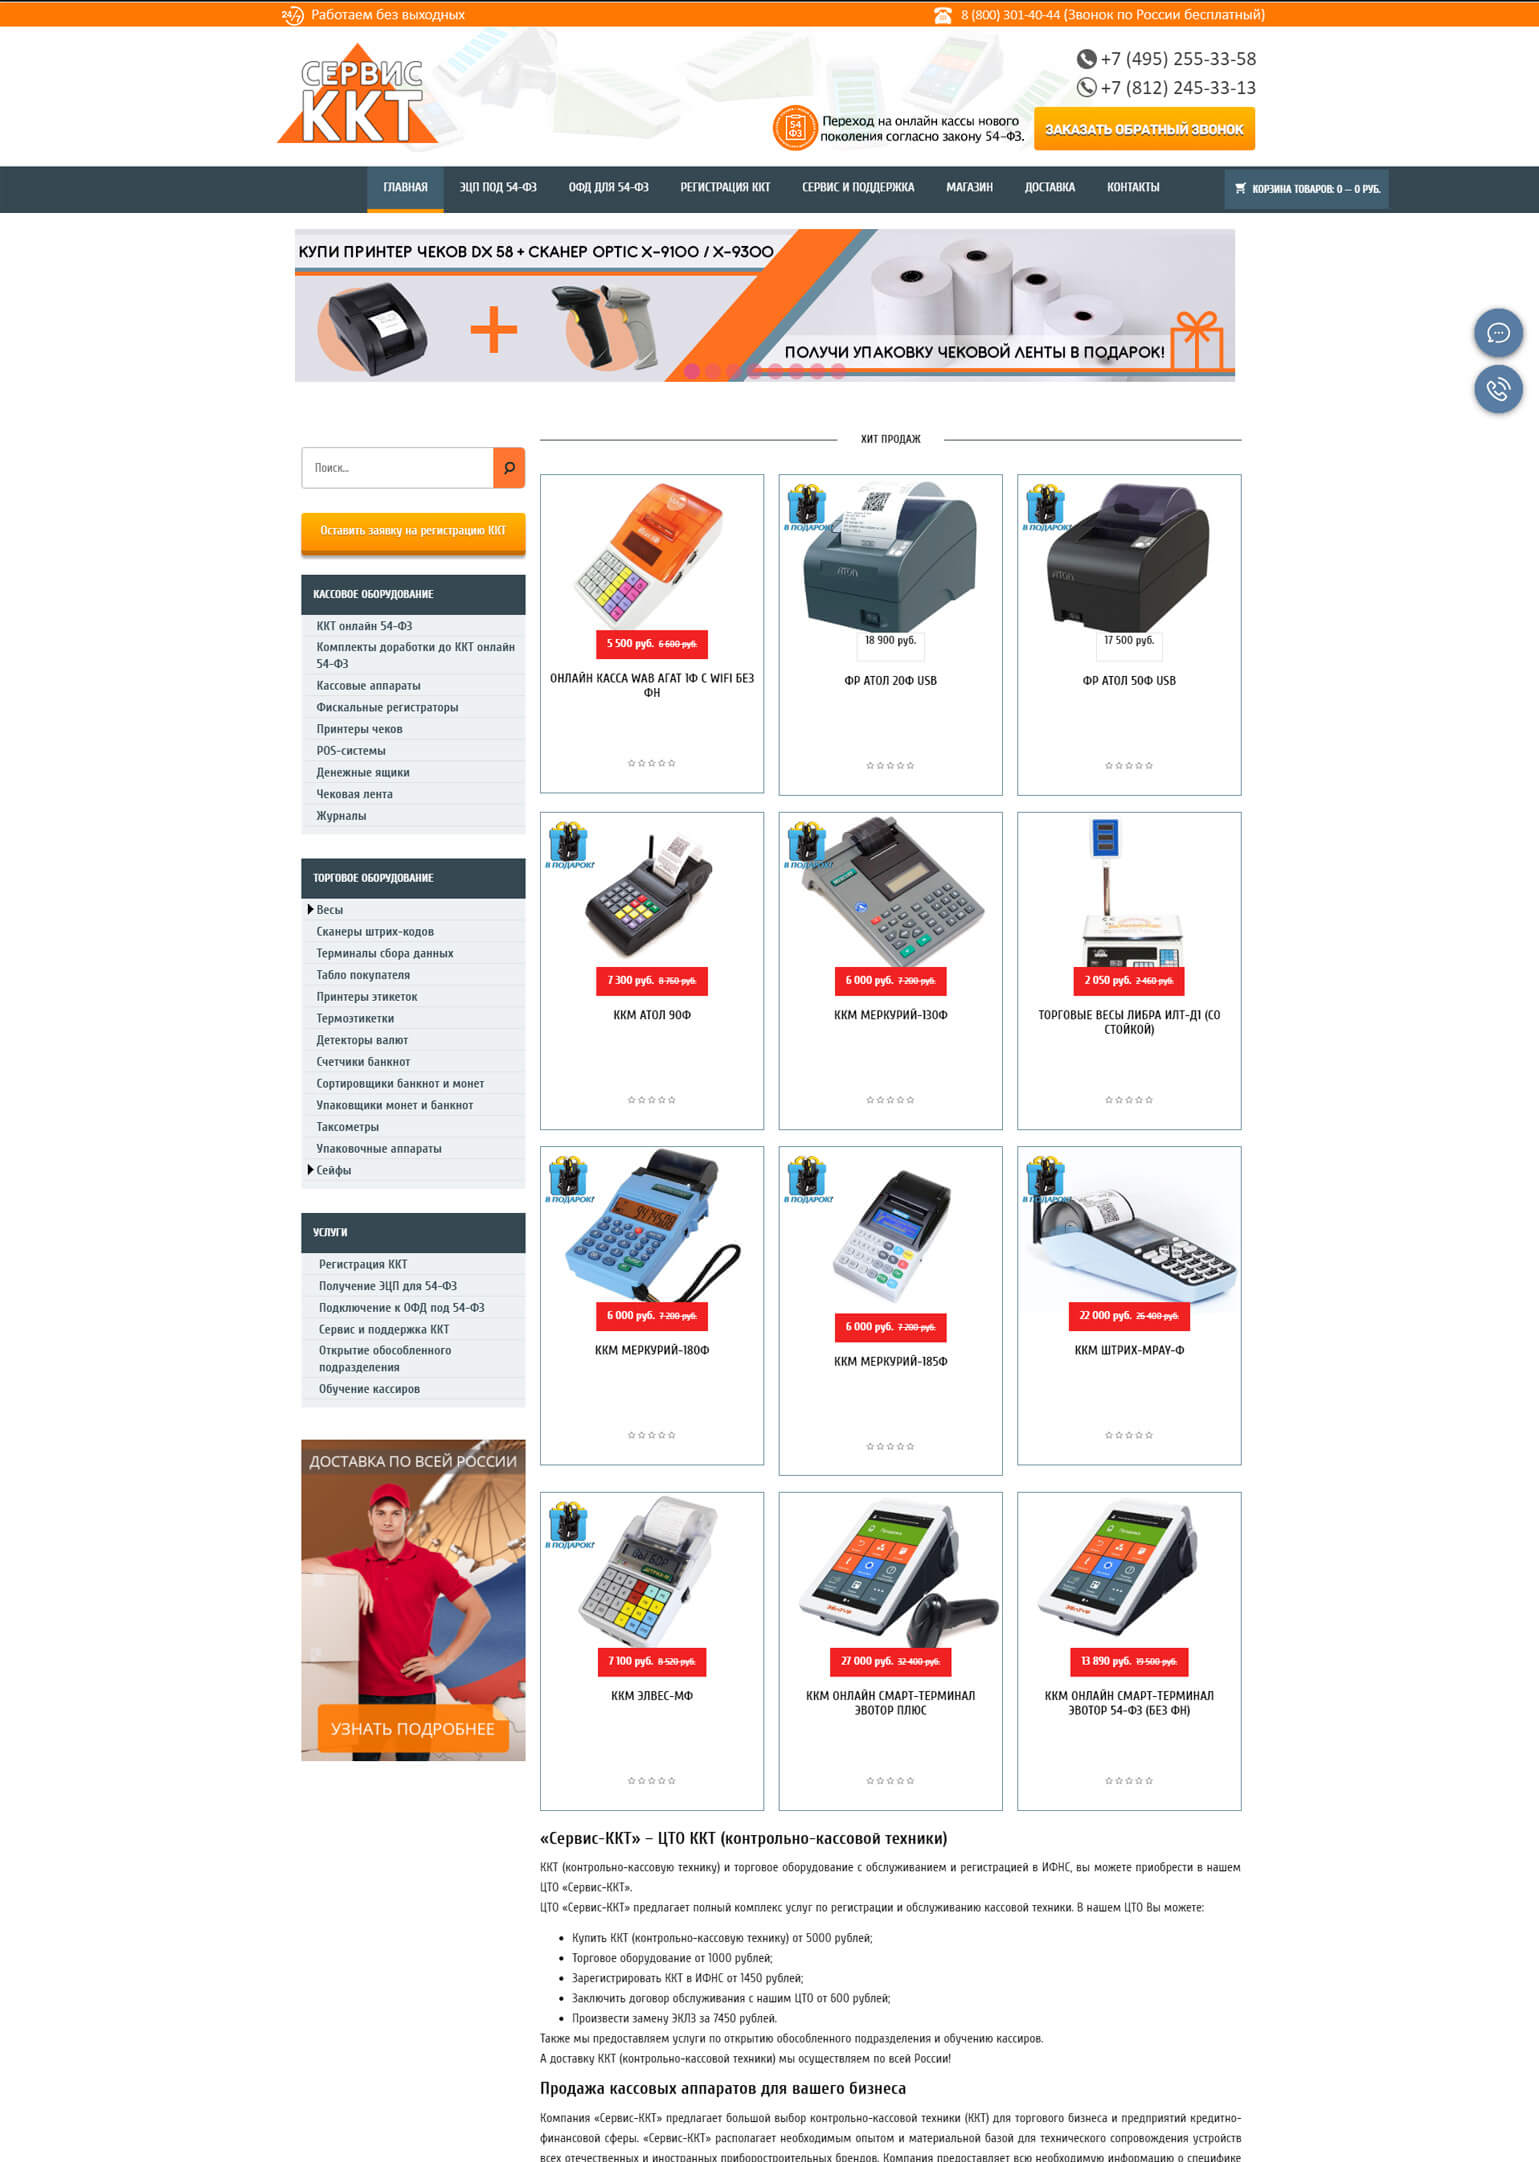 24/7 Работаем без выходных
8 (800) 301-40-44 (Звонок по России бесплатный)
СЕРВИС
ККТ
+7 (495) 255-33-58
+7 (812) 245-33-13
54
ФЗ
Переход на онлайн кассы нового
поколения согласно закону 54-ФЗ.
ЗАКАЗАТЬ ОБРАТНЫЙ ЗВОНОК
ГЛАВНАЯ
ЭЦП ПОД 54-ФЗ
ОФД ДЛЯ 54-ФЗ
РЕГИСТРАЦИЯ ККТ
СЕРВИС И ПОДДЕРЖКА
МАГАЗИН
ДОСТАВКА
КОНТАКТЫ
КОРЗИНА ТОВАРОВ: 0 — 0 РУБ.
КУПИ ПРИНТЕР ЧЕКОВ DX 58 + СКАНЕР OPTIC X-9100 / X-9300
+
ПОЛУЧИ УПАКОВКУ ЧЕКОВОЙ ЛЕНТЫ В ПОДАРОК!
Поиск...
Оставить заявку на регистрацию ККТ
КАССОВОЕ ОБОРУДОВАНИЕ
ККТ онлайн 54-ФЗ
Комплекты доработки до ККТ онлайн
54-ФЗ
Кассовые аппараты
Фискальные регистраторы
Принтеры чеков
POS-системы
Денежные ящики
Чековая лента
Журналы
ТОРГОВОЕ ОБОРУДОВАНИЕ
Весы
Сканеры штрих-кодов
Терминалы сбора данных
Табло покупателя
Принтеры этикеток
Термоэтикетки
Детекторы валют
Счетчики банкнот
Сортировщики банкнот и монет
Упаковщики монет и банкнот
Таксометры
Упаковочные аппараты
Сейфы
УСЛУГИ
Регистрация ККТ
Получение ЭЦП для 54-ФЗ
Подключение к ОФД под 54-ФЗ
Сервис и поддержка ККТ
Открытие обособленного
подразделения
Обучение кассиров
ДОСТАВКА ПО ВСЕЙ РОССИИ
УЗНАТЬ ПОДРОБНЕЕ
ХИТ ПРОДАЖ
5 500 руб. 6 600 руб.
ОНЛАЙН КАССА WAB АГАТ 1Ф С WIFI БЕЗ
ФН
В ПОДАРОК!
АТОЛ
18 900 руб.
ФР АТОЛ 20Ф USB
В ПОДАРОК!
АТОЛ
17 500 руб.
ФР АТОЛ 50Ф USB
В ПОДАРОК!
7 300 руб. 8 760 руб.
ККМ АТОЛ 90Ф
В ПОДАРОК!
6 000 руб. 7 200 руб.
ККМ МЕРКУРИЙ-130Ф
2 050 руб. 2 460 руб.
ТОРГОВЫЕ ВЕСЫ ЛИБРА ИЛТ-Д1 (СО
СТОЙКОЙ)
В ПОДАРОК!
6 000 руб. 7 200 руб.
ККМ МЕРКУРИЙ-180Ф
В ПОДАРОК!
6 000 руб. 7 200 руб.
ККМ МЕРКУРИЙ-185Ф
В ПОДАРОК!
22 000 руб. 26 400 руб.
ККМ ШТРИХ-MPAY-Ф
В ПОДАРОК!
7 100 руб. 8 520 руб.
ККМ ЭЛВЕС-МФ
27 000 руб. 32 400 руб.
ККМ ОНЛАЙН СМАРТ-ТЕРМИНАЛ
ЭВОТОР ПЛЮС
13 890 руб. 19 500 руб.
ККМ ОНЛАЙН СМАРТ-ТЕРМИНАЛ
ЭВОТОР 54-ФЗ (БЕЗ ФН)
«Сервис-ККТ» – ЦТО ККТ (контрольно-кассовой техники)
ККТ (контрольно-кассовую технику) и торговое оборудование с обслуживанием и регистрацией в ИФНС, вы можете приобрести в нашем
ЦТО «Сервис-ККТ».
ЦТО «Сервис-ККТ» предлагает полный комплекс услуг по регистрации и обслуживанию кассовой техники. В нашем ЦТО Вы можете:
• Купить ККТ (контрольно-кассовую технику) от 5000 рублей;
• Торговое оборудование от 1000 рублей;
• Зарегистрировать ККТ в ИФНС от 1450 рублей;
• Заключить договор обслуживания с нашим ЦТО от 600 рублей;
• Произвести замену ЭКЛЗ за 7450 рублей.
Также мы предоставляем услуги по открытию обособленного подразделения и обучению кассиров.
А доставку ККТ (контрольно-кассовой техники) мы осуществляем по всей России!
Продажа кассовых аппаратов для вашего бизнеса
Компания «Сервис-ККТ» предлагает большой выбор контрольно-кассовой техники (ККТ) для торгового бизнеса и предприятий кредитно-
финансовой сферы. «Сервис-ККТ» располагает необходимым опытом и материальной базой для технического сопровождения устройств
всех отечественных и иностранных приборостроительных брендов. Компания предоставляет всю необходимую информацию о специфике